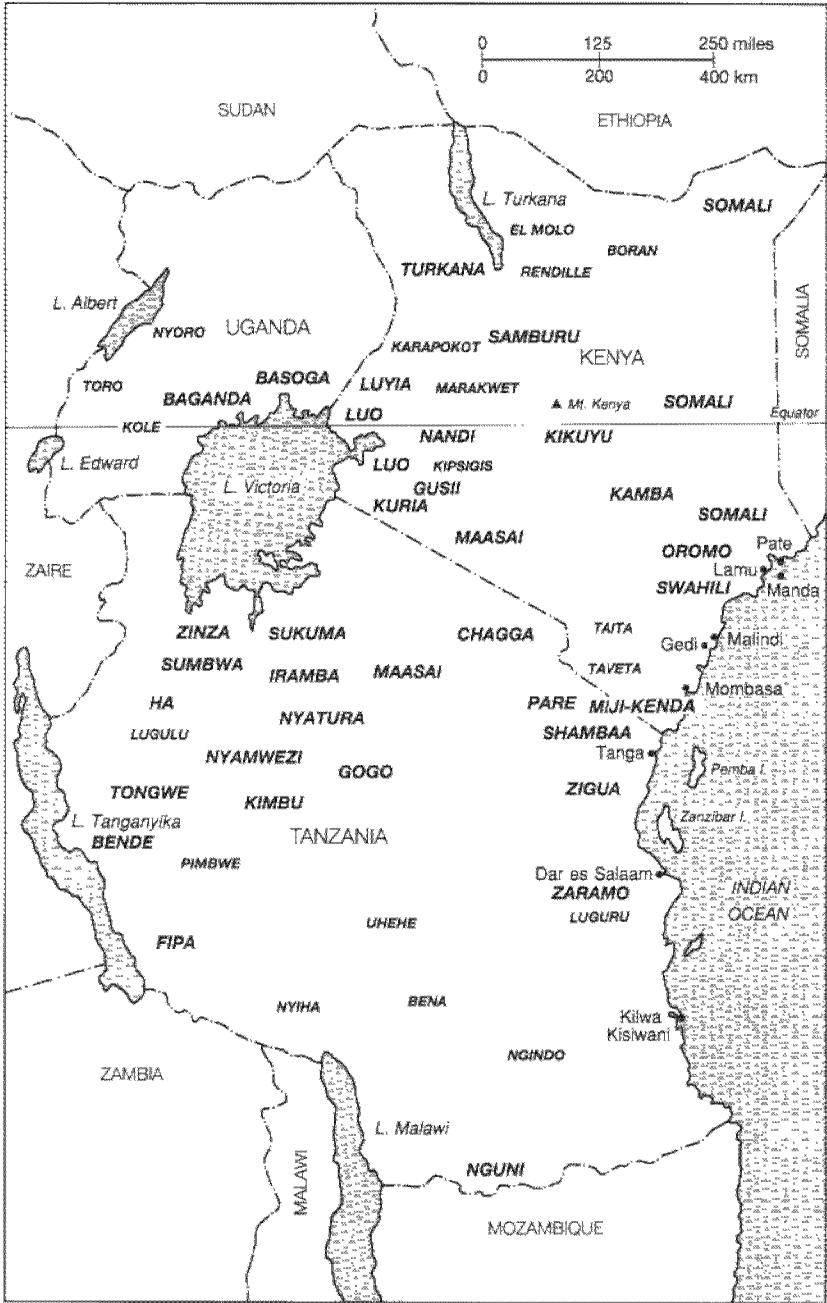 0 125 250 miles
0 200 400 km
SUDAN
ETHIOPIA
L. Turkana
SOMALI
EL MOLO
BORAN
TURKANA
RENDILLE
SOMALIA
L. Albert
NYORO
UGANDA
SAMBURU
KARAPOKOT
KENYA
BASOGA
TORO
LUYIA
MARAKWET
BAGANDA
Mt. Kenya
SOMALI
LUO
Equator
KOLE
NANDI
KIKUYU
L. Edward
LUO
KIPSIGIS
L. Victoria
GUSII
KAMBA
KURIA
SOMALI
MAASAI
Pate
OROMO
ZAIRE
Lamu
SWAHILI
Manda
ZINZA
SUKUMA
CHAGGA
TAITA
Malindi
Gedi
SUMBWA
IRAMBA
MAASAI
TAVETA
Mombasa
HA
PARE
MIJI-KENDA
NYATURA
LUGULU
SHAMBAA
Tanga
NYAMWEZI
GOGO
Pemba I.
TONGWE
KIMBU
ZIGUA
L. Tanganyika
Zanzibar I.
BENDE
TANZANIA
PIMBWE
Dar es Salaam
ZARAMO
INDIAN
OCEAN
LUGURU
UHEHE
FIPA
NYIHA
BENA
Kilwa
Kisiwani
NGINDO
ZAMBIA
L. Malawi
MALAWI
NGUNI
MOZAMBIQUE